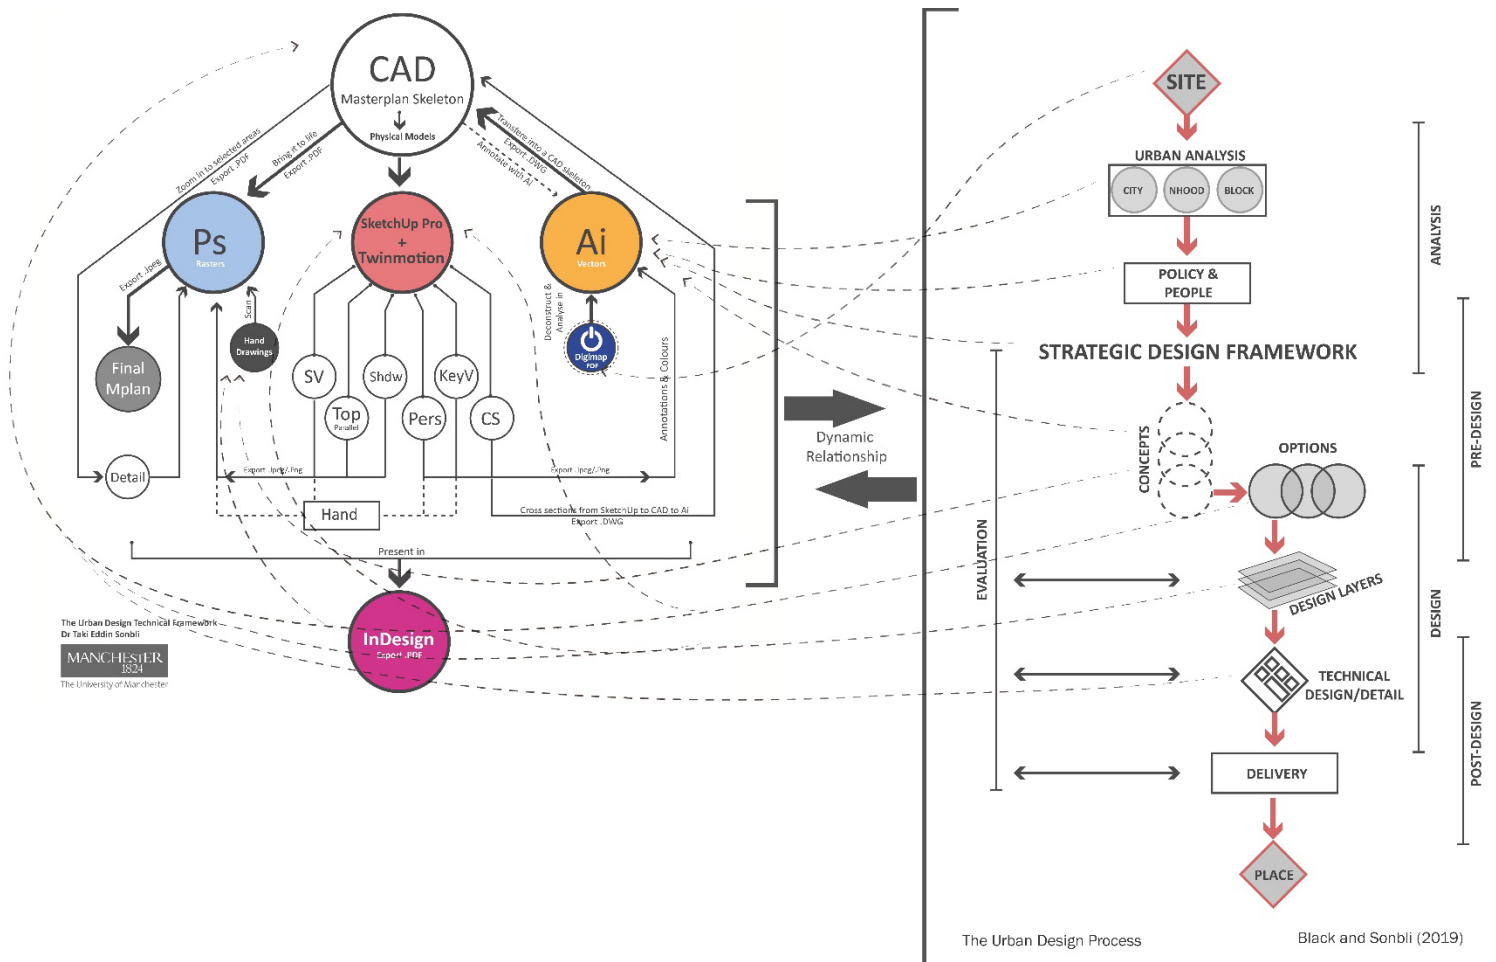 CAD
Masterplan Skeleton
Physical Models
Zoom in to selected areas
Export .PDF
Bring it to life
Export .PDF
Transfere into a CAD skeleton
Export .DWG
Annotate with Ai
Ps
Rasters
SketchUp Pro
+
Twinmotion
Ai
Vectors
Export .Jpeg
Scan
Deconstruct &
Analyse in
Final
Mplan
Hand
Drawings
Digimap
PDF
SV
Shdw
KeyV
Top
Parallel
Pers
CS
Annotations & Colours
Detail
Export .Jpeg/.Png
Export .Jpeg/.Png
Hand
Cross sections from SketchUp to CAD to Ai
Export .DWG
Present in
InDesign
Export .PDF
The Urban Design Technical Framework
Dr Taki Eddin Sonbli
MANCHESTER
1824
The University of Manchester
Dynamic
Relationship
SITE
URBAN ANALYSIS
CITY
NHOOD
BLOCK
POLICY &
PEOPLE
STRATEGIC DESIGN FRAMEWORK
CONCEPTS
OPTIONS
DESIGN LAYERS
TECHNICAL
DESIGN/DETAIL
DELIVERY
PLACE
EVALUATION
ANALYSIS
PRE-DESIGN
DESIGN
POST-DESIGN
The Urban Design Process
Black and Sonbli (2019)